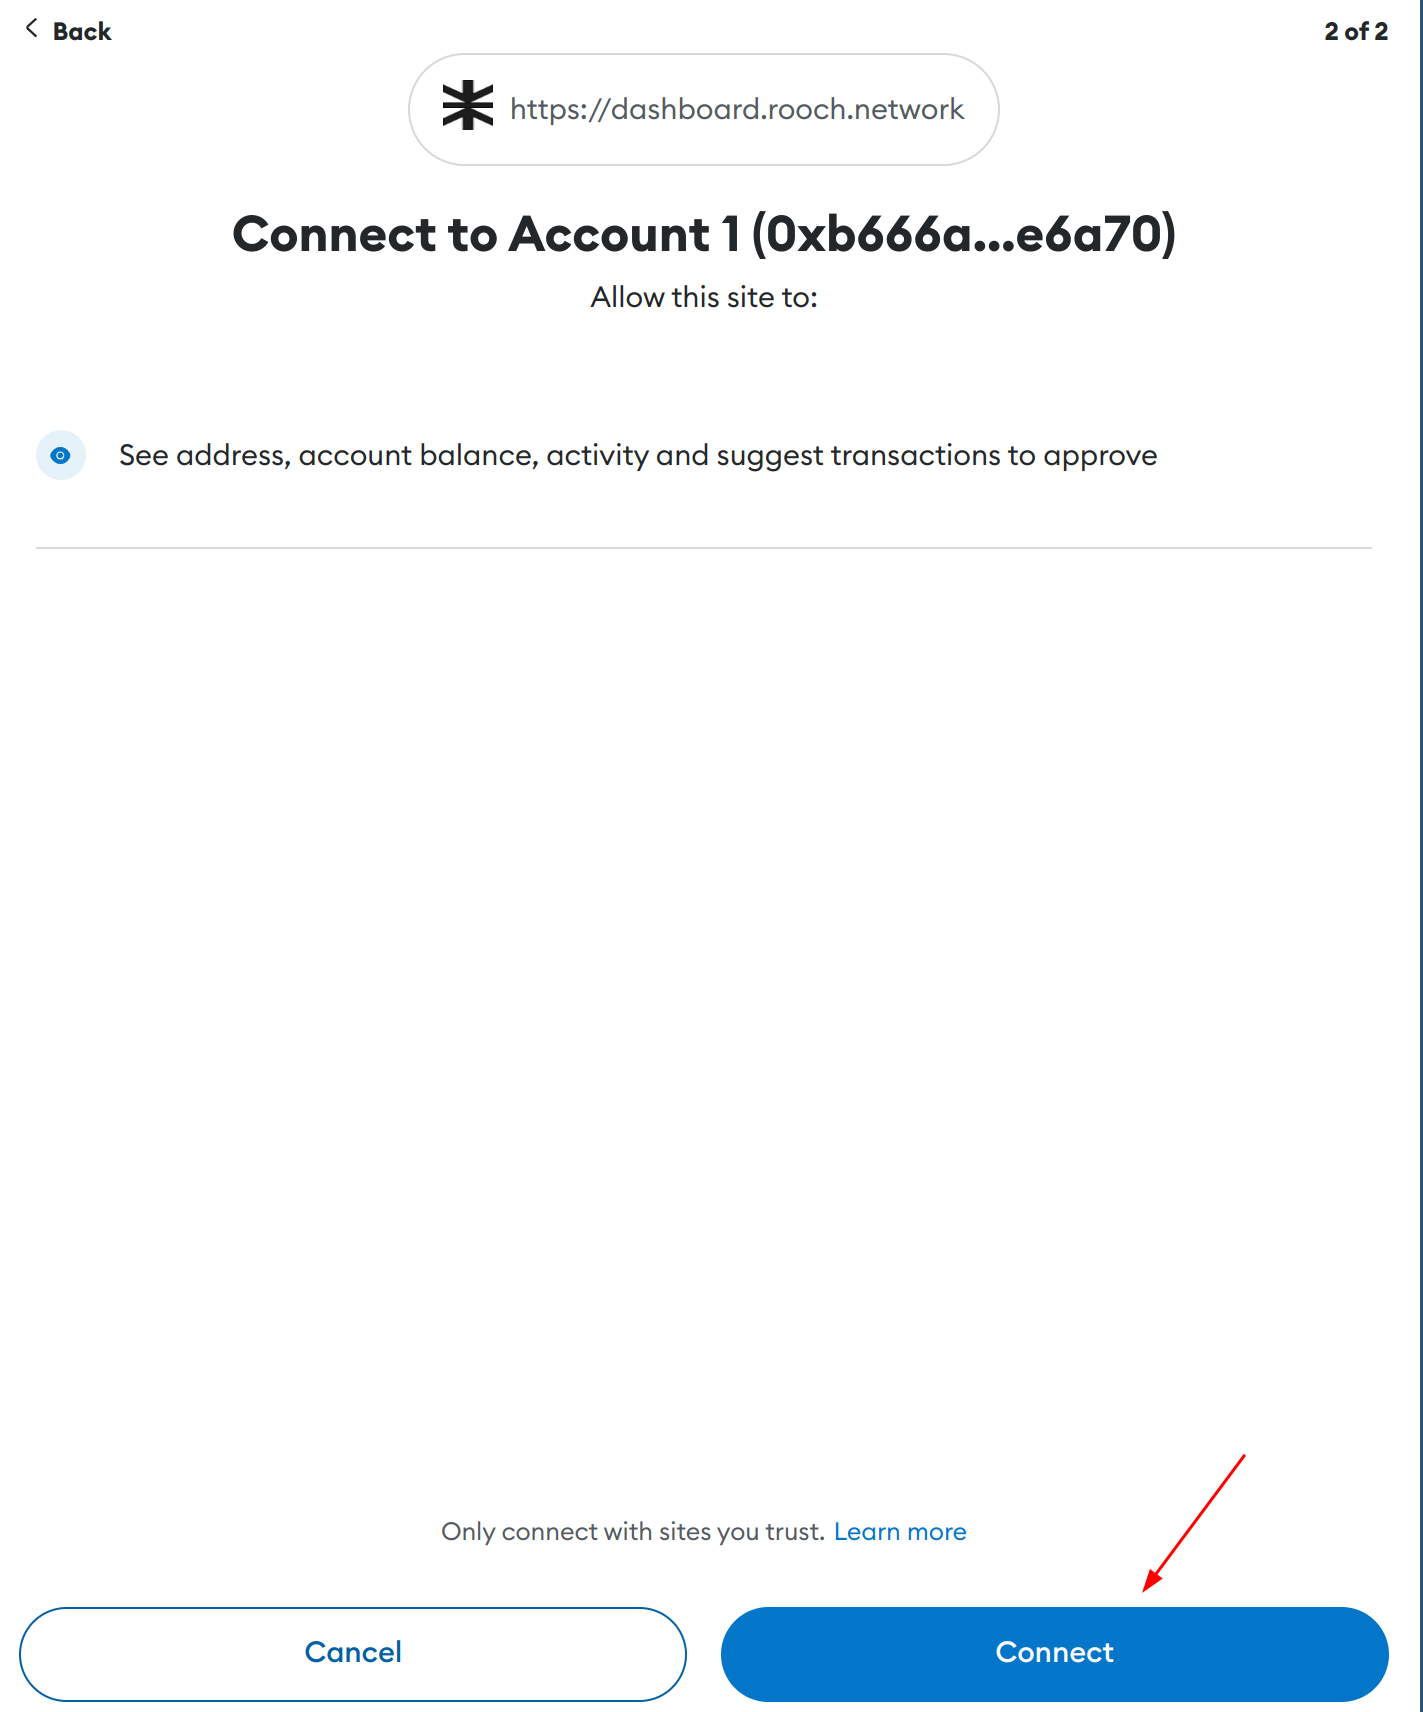 Back
2 of 2
https://dashboard.rooch.network
Connect to Account 1 (0xb666a...e6a70)
Allow this site to:
See address, account balance, activity and suggest transactions to approve
Only connect with sites you trust. Learn more
Cancel
Connect